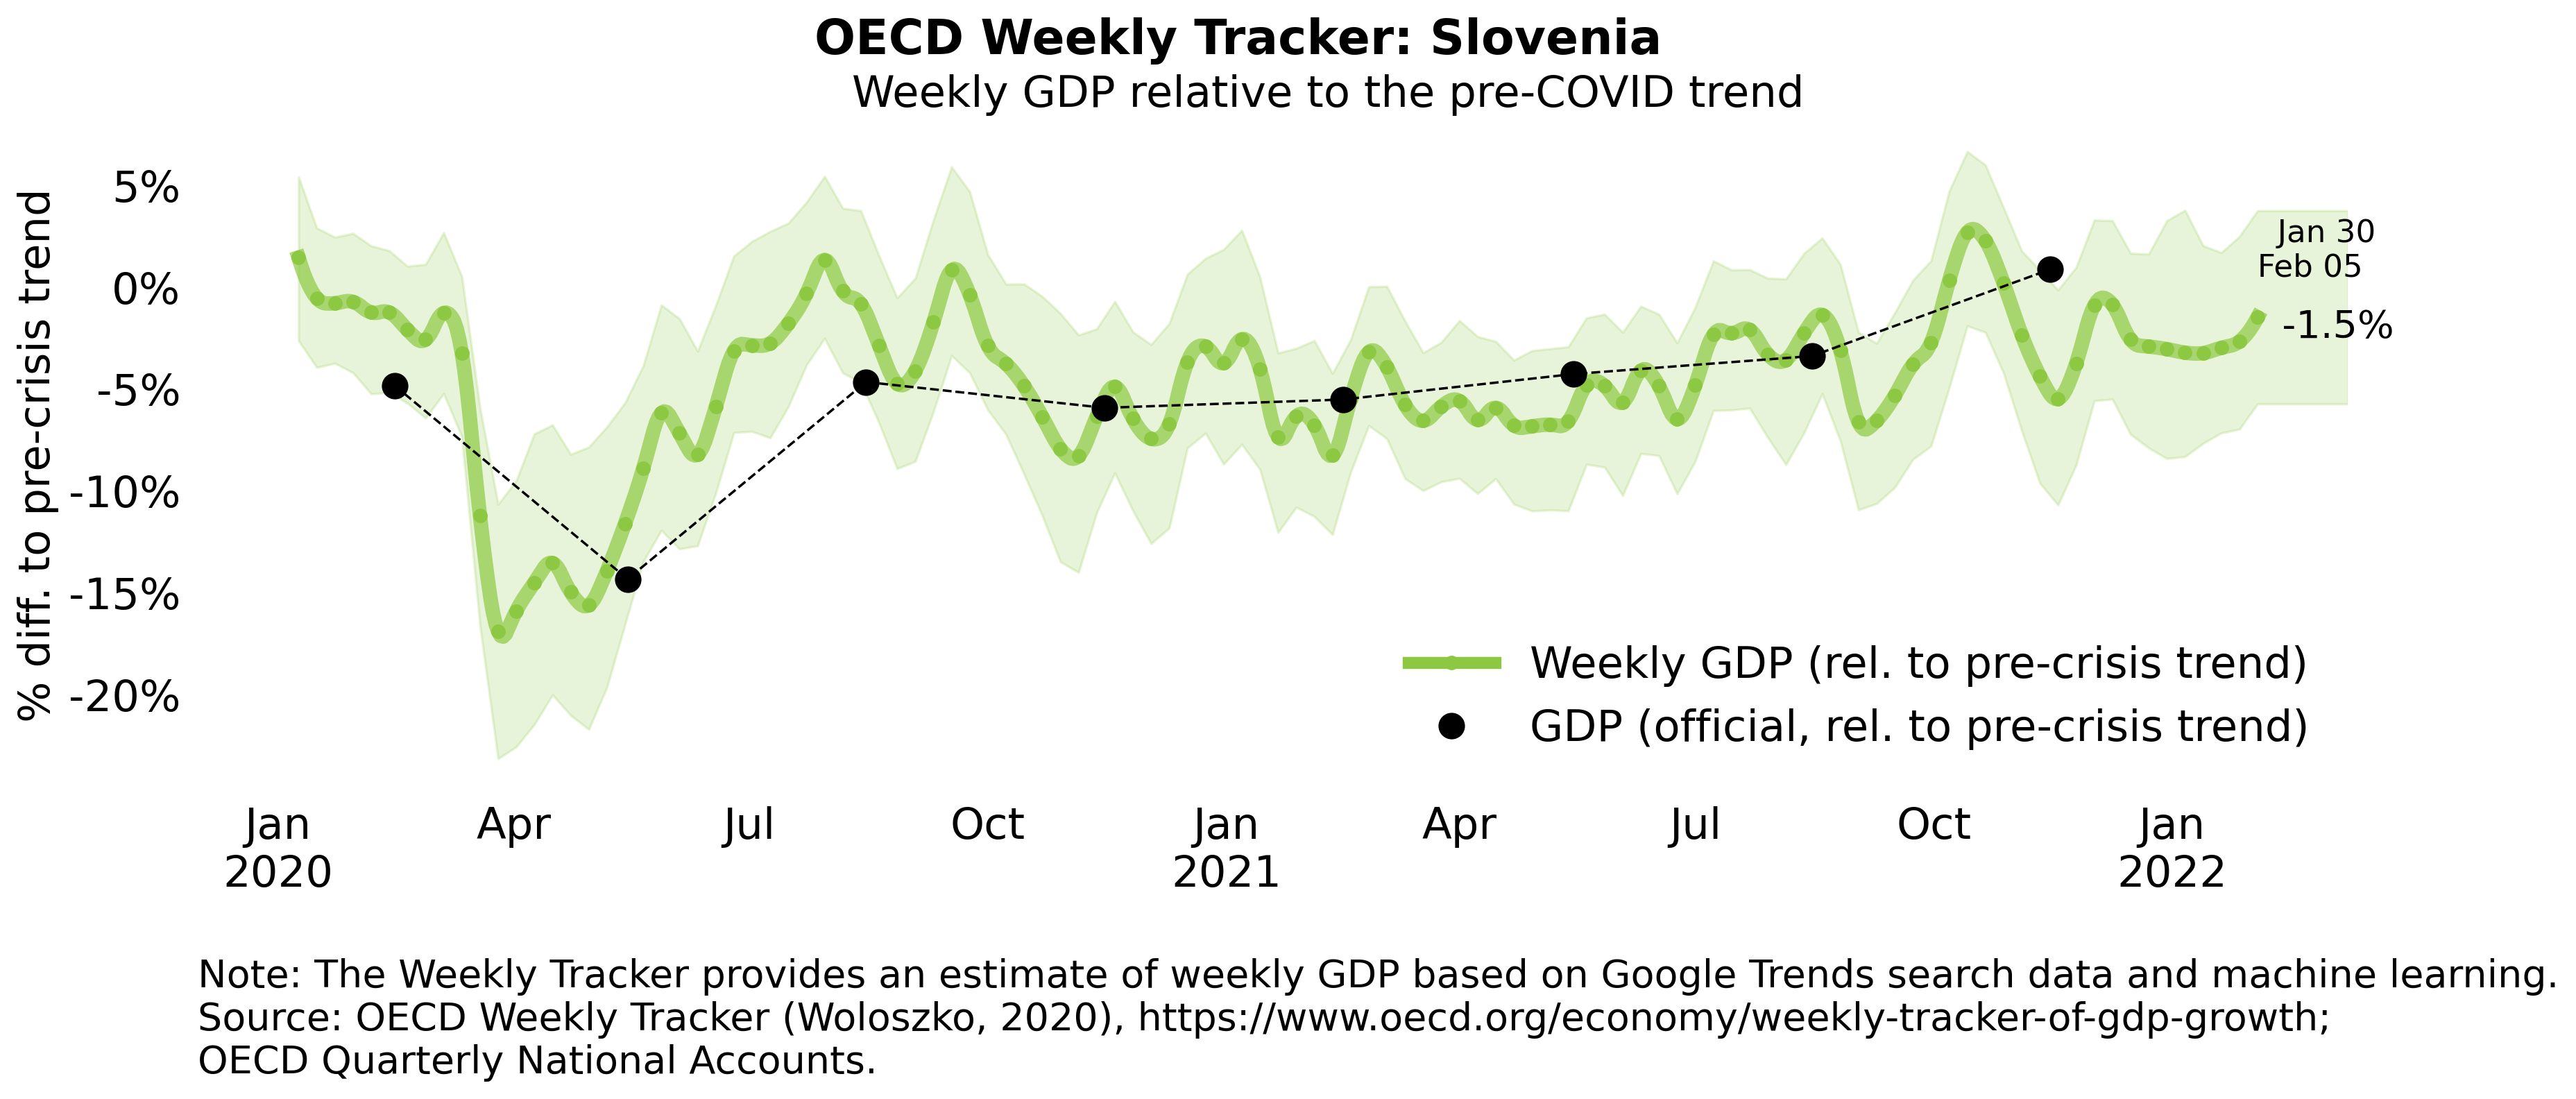 OECD Weekly Tracker: Slovenia
Weekly GDP relative to the pre-COVID trend
% diff. to pre-crisis trend
5%
0%
-5%
-10%
-15%
-20%
Jan 30
Feb 05
-1.5%
Weekly GDP (rel. to pre-crisis trend)
GDP (official, rel. to pre-crisis trend)
Jan Apr Jul Oct Jan Apr Jul Oct Jan
2020 2021 2022
Note: The Weekly Tracker provides an estimate of weekly GDP based on Google Trends search data and machine learning.
Source: OECD Weekly Tracker (Woloszko, 2020), https://www.oecd.org/economy/weekly-tracker-of-gdp-growth;
OECD Quarterly National Accounts.